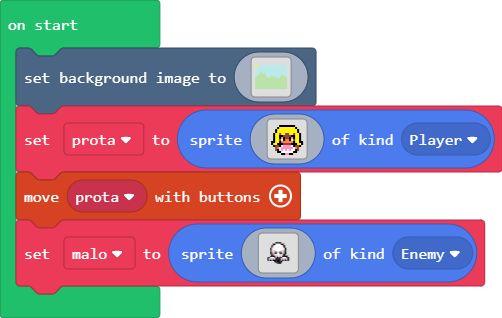 on start
set background image to
set prota to sprite of kind Player
move prota with buttons
set malo to sprite of kind Enemy